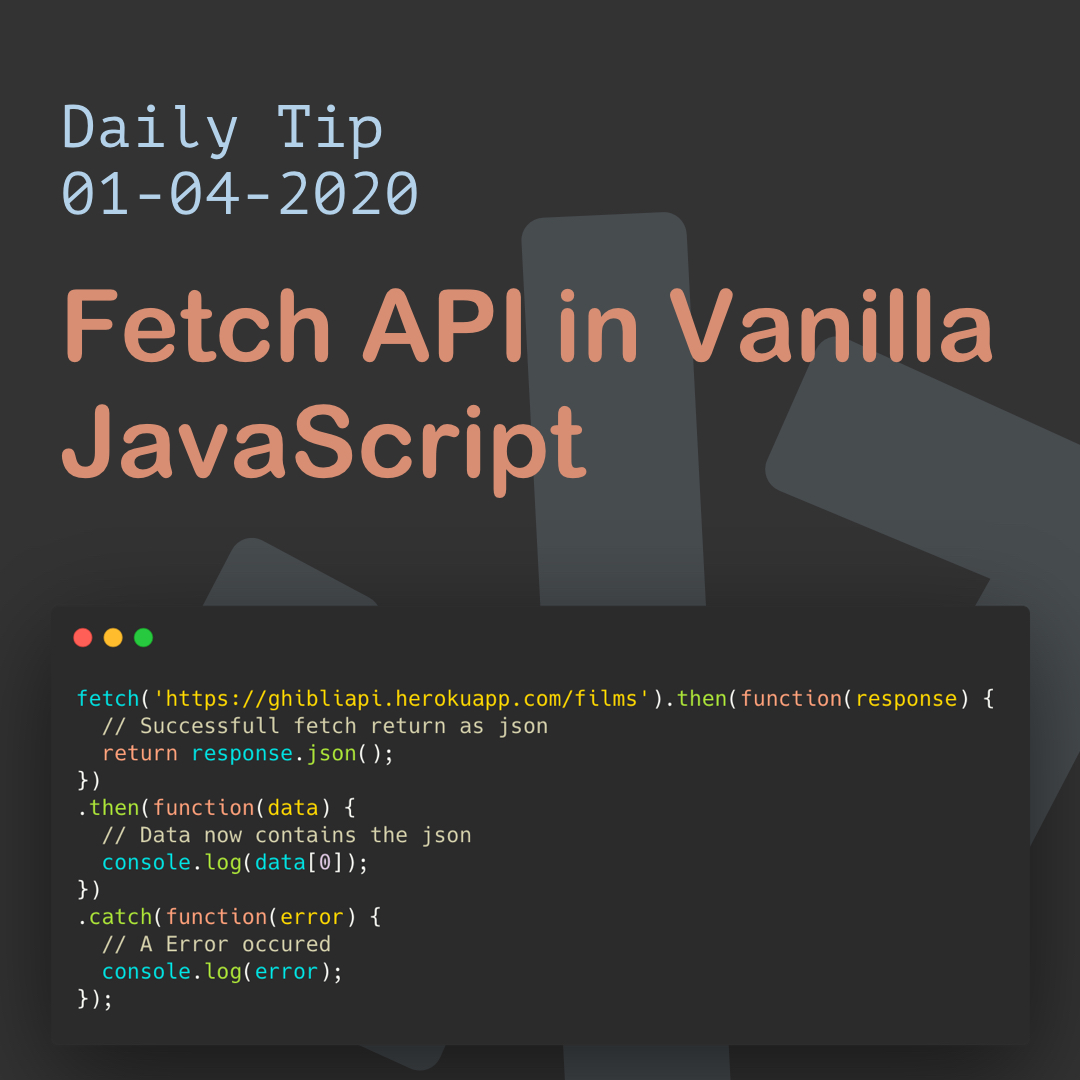 Daily Tip
01-04-2020
Fetch API in Vanilla
JavaScript
fetch('https://ghibliapi.herokuapp.com/films').then(function(response) {
  // Successfull fetch return as json
  return response.json();
})
.then(function(data) {
  // Data now contains the json
  console.log(data[0]);
})
.catch(function(error) {
  // A Error occured
  console.log(error);
});